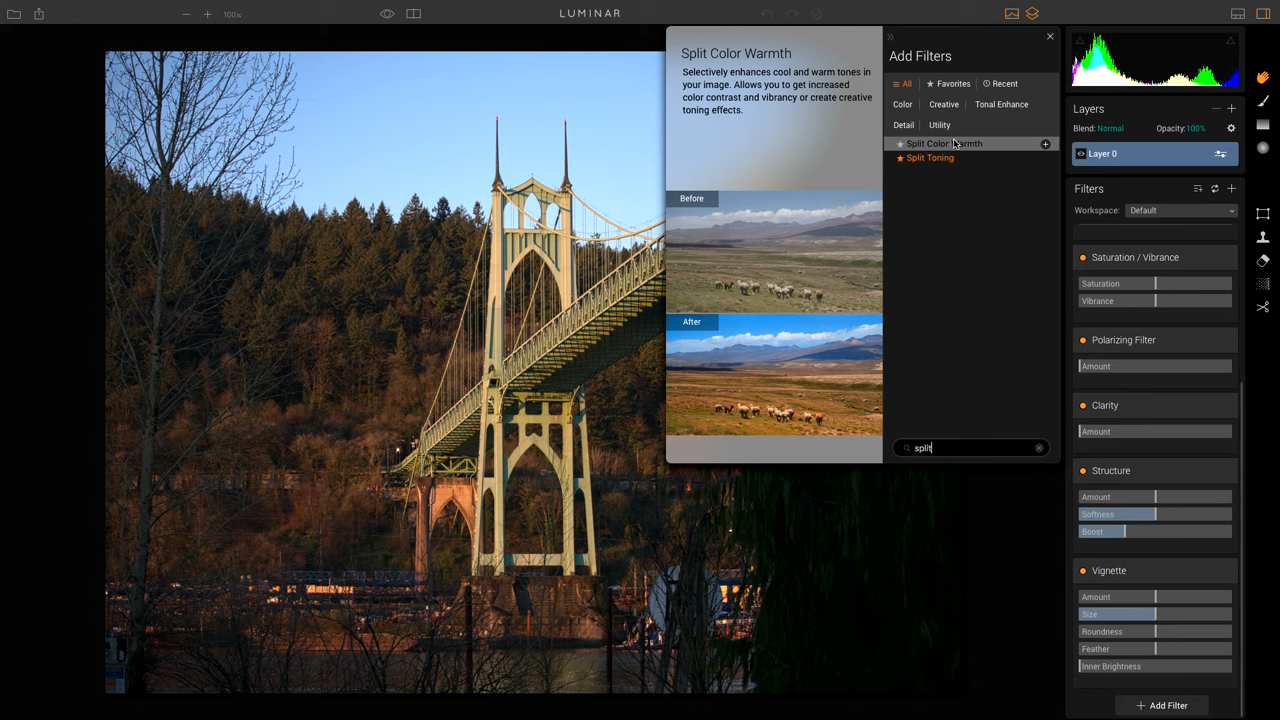 100%
LUMINAR
Split Color Warmth
Selectively enhances cool and warm tones in
your image. Allows you to get increased
color contrast and vibrancy or create creative
toning effects.
Before
After
Add Filters
All
Favorites
Recent
Color
Creative
Tonal Enhance
Detail
Utility
Split Color Warmth
Split Toning
split
Layers
Blend: Normal
Opacity: 100%
Layer 0
Filters
Workspace: Default
Saturation / Vibrance
Saturation
Vibrance
Polarizing Filter
Amount
Clarity
Amount
Structure
Amount
Softness
Boost
Vignette
Amount
Size
Roundness
Feather
Inner Brightness
Add Filter